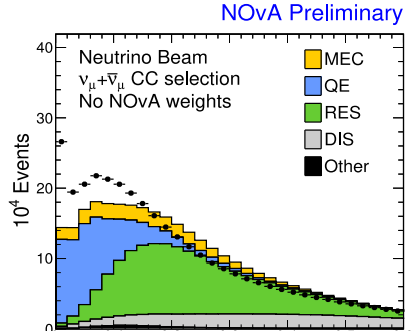 NOvA Preliminary
Neutrino Beam
νμ+ν̅μ CC selection
No NOvA weights
MEC
QE
RES
DIS
Other
10⁴ Events
40
30
20
10
0